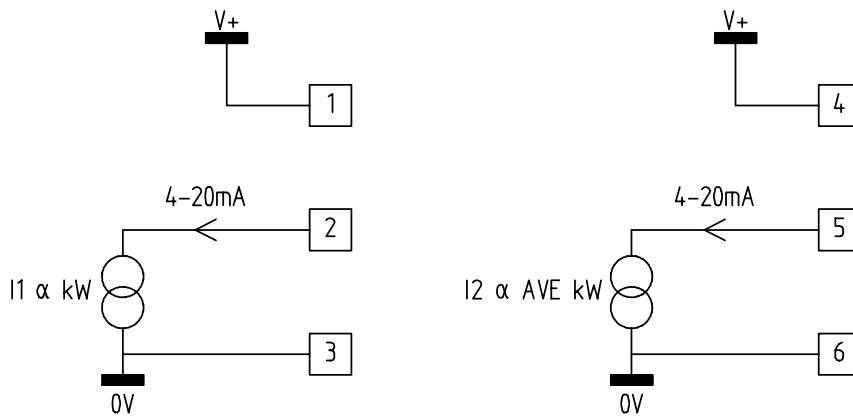 V+
1
4-20mA
2
I1 α kW
3
0V
V+
4
4-20mA
5
I2 α AVE kW
6
0V